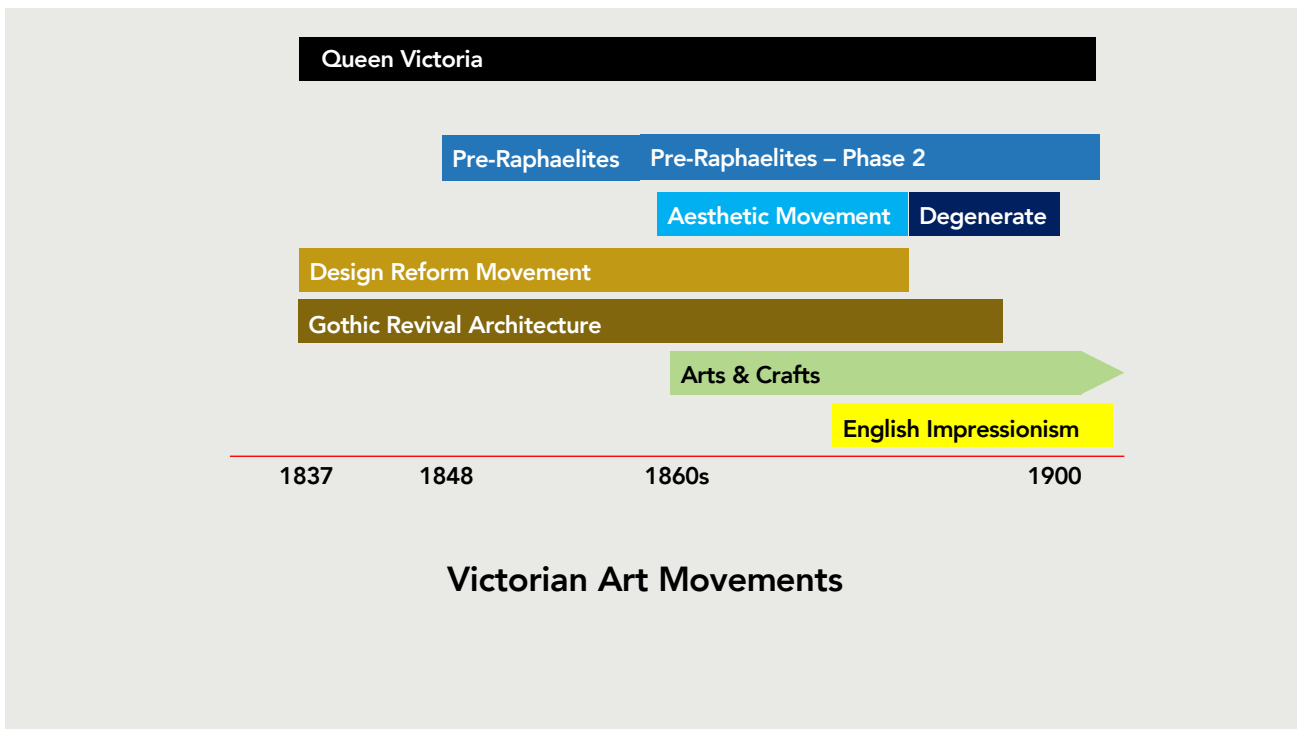 Queen Victoria
Pre-Raphaelites
Pre-Raphaelites – Phase 2
Aesthetic Movement
Degenerate
Design Reform Movement
Gothic Revival Architecture
Arts & Crafts
English Impressionism
1837
1848
1860s
1900
Victorian Art Movements